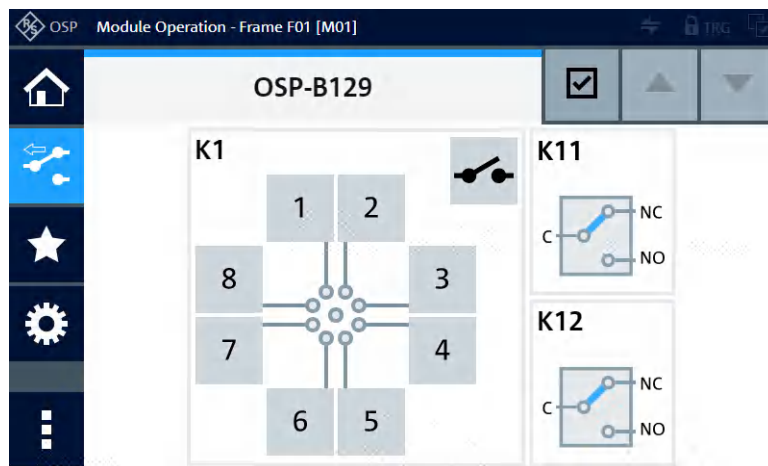 R&S OSP Module Operation - Frame F01 [M01] TRG
OSP-B129
K1
1 2
8 3
7 4
6 5
K11
C NC
NO
K12
C NC
NO